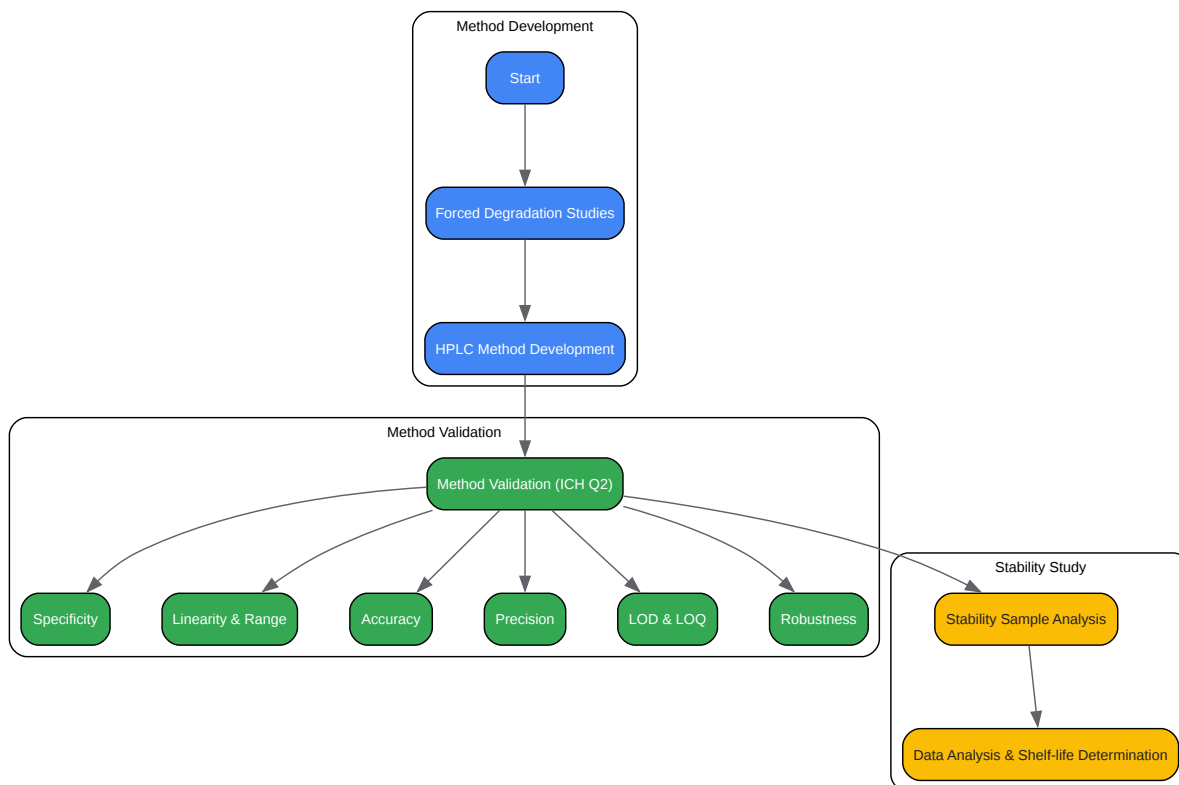 Method Development
Start
Forced Degradation Studies
HPLC Method Development
Method Validation
Method Validation (ICH Q2)
Stability Study
Specificity
Linearity & Range
Accuracy
Precision
LOD & LOQ
Robustness
Stability Sample Analysis
Data Analysis & Shelf-life Determination